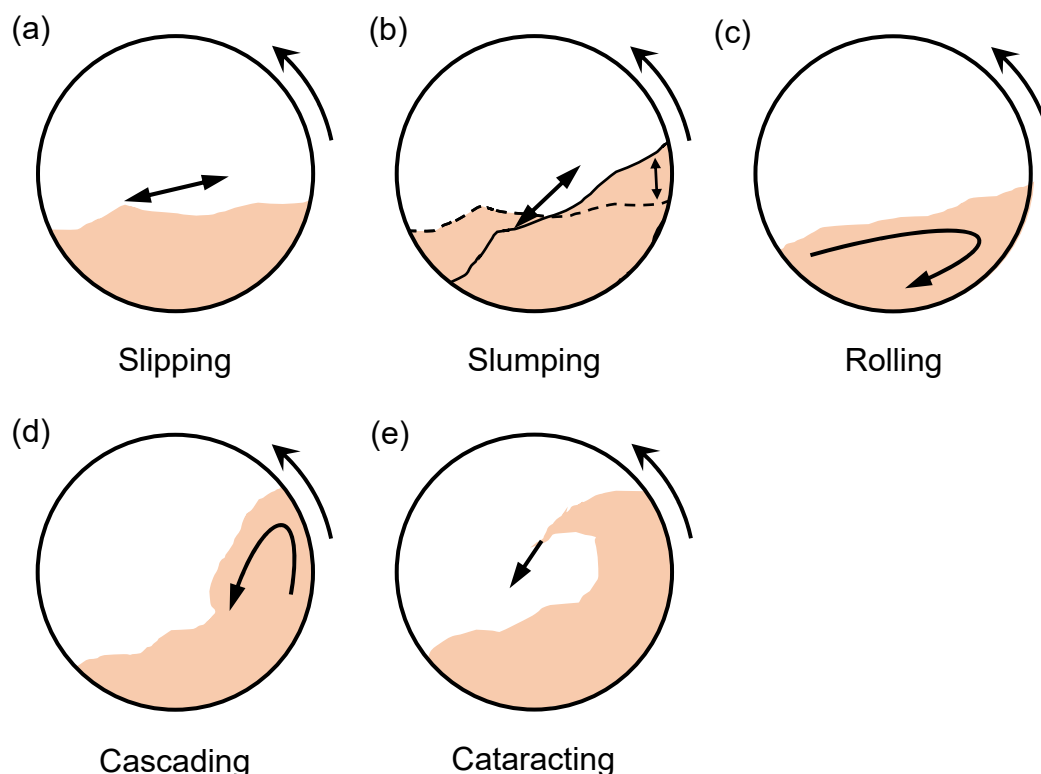 (a)
(b)
(c)
Slipping
Slumping
Rolling
(d)
(e)
Cascading
Cataracting